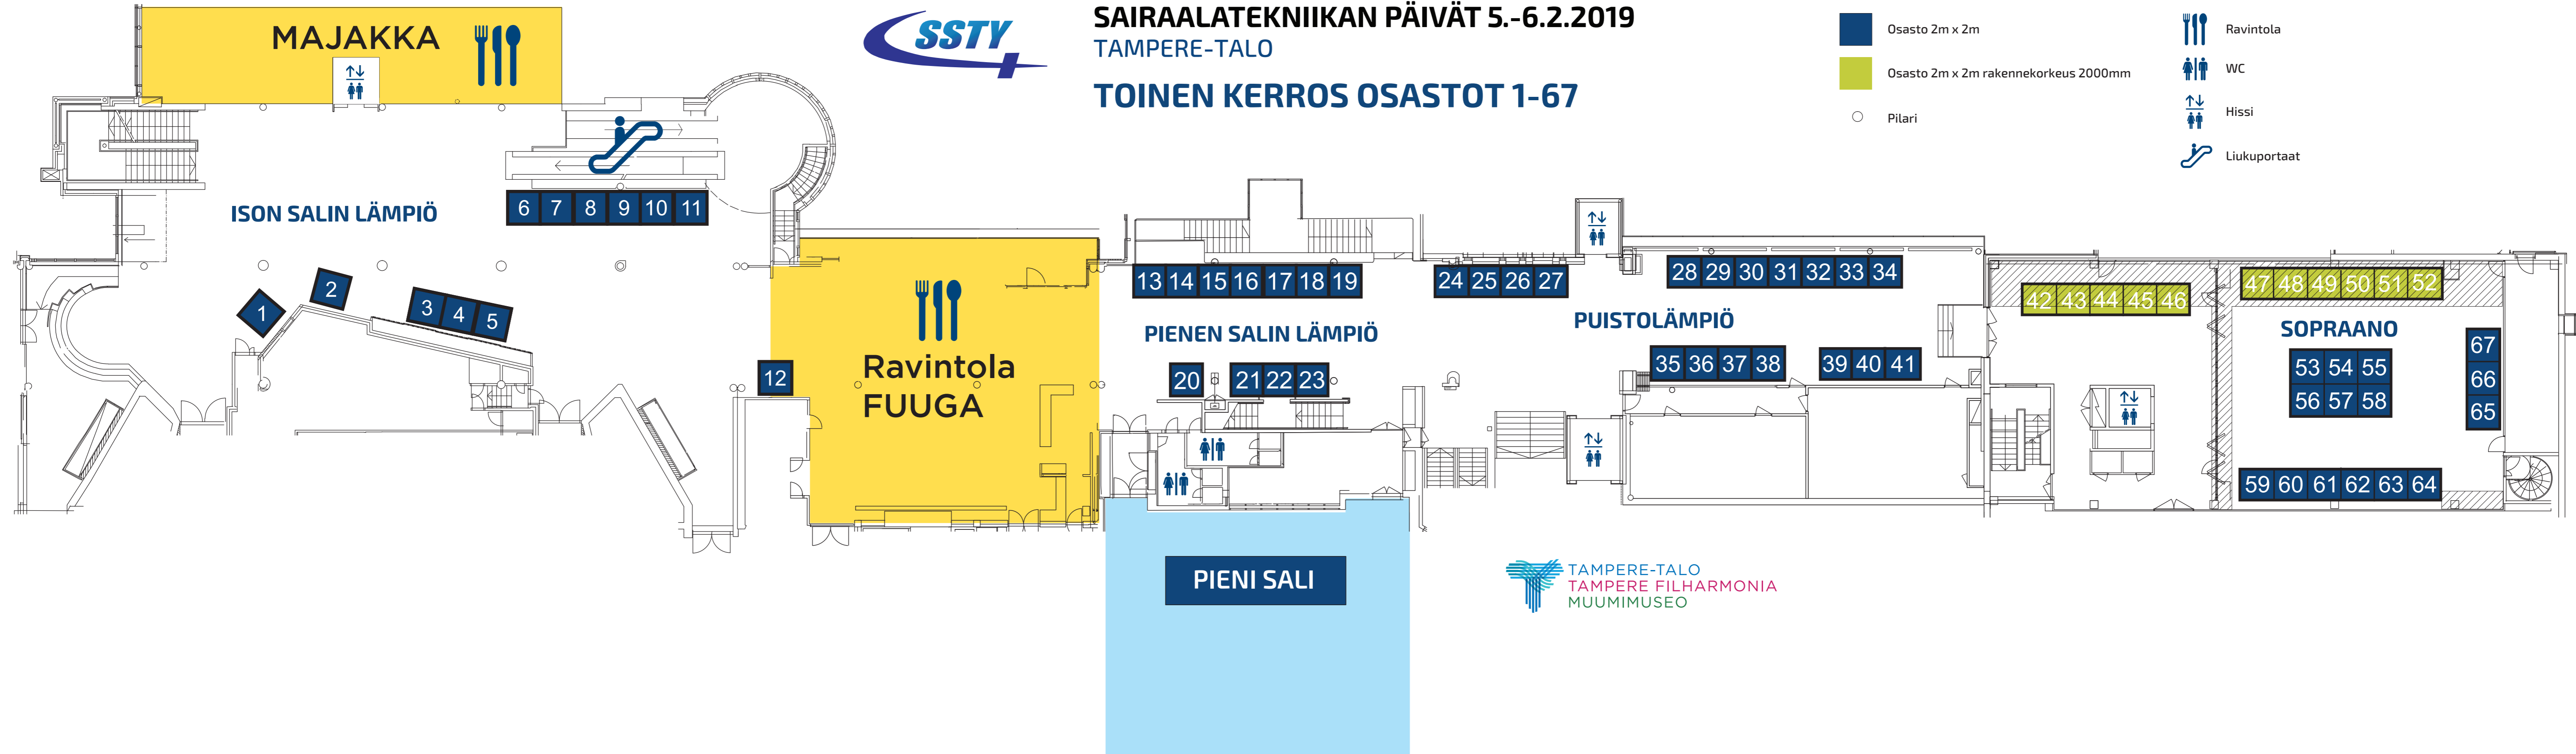 MAJAKKA
SSTY
SAIRAALATEKNIIKAN PÄIVÄT 5.-6.2.2019
TAMPERE-TALO
TOINEN KERROS OSASTOT 1-67
Osasto 2m x 2m
Osasto 2m x 2m rakennekorkeus 2000mm
Pilari
Ravintola
WC
Hissi
Liukuportaat
ISON SALIN LÄMPIÖ
6 7 8 9 10 11
1
2
3 4 5
12
Ravintola
FUUGA
13 14 15 16 17 18 19
PIENEN SALIN LÄMPIÖ
20
21 22 23
24 25 26 27
28 29 30 31 32 33 34
PUISTOLÄMPIÖ
35 36 37 38
39 40 41
42 43 44 45 46
47 48 49 50 51 52
SOPRAANO
53 54 55
56 57 58
67
66
65
59 60 61 62 63 64
PIENI SALI
TAMPERE-TALO
TAMPERE FILHARMONIA
MUUMIMUSEO